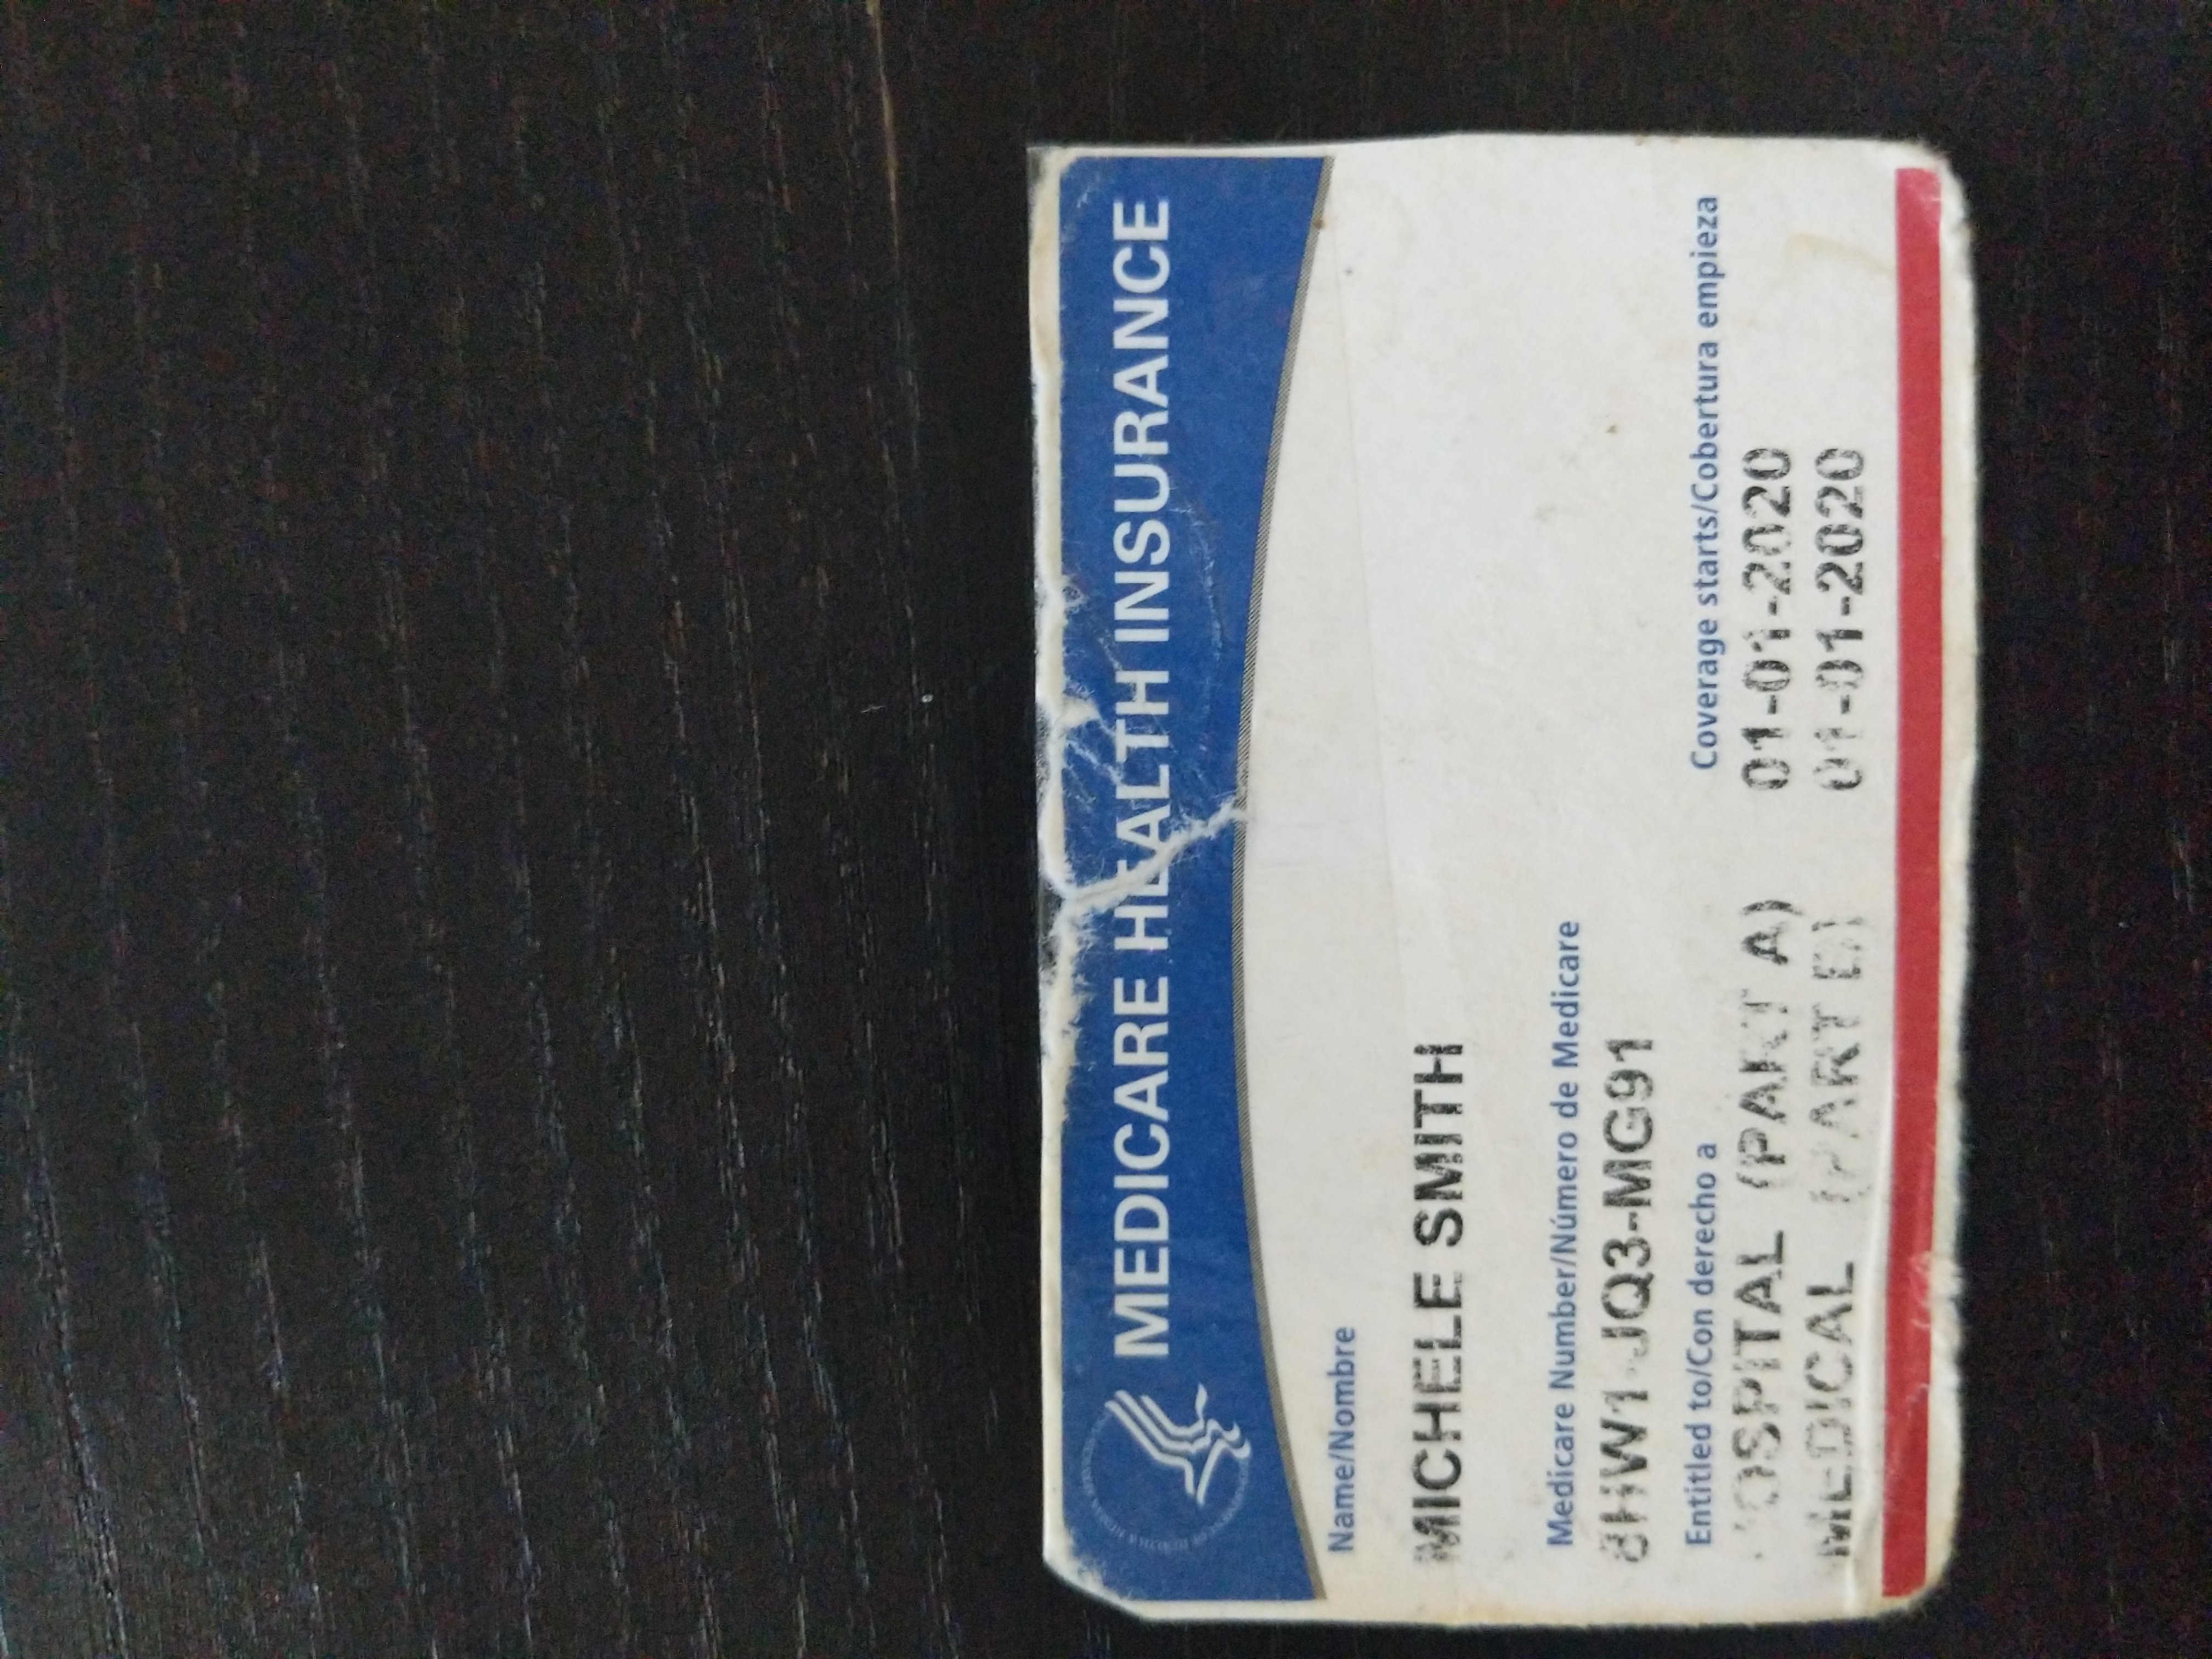 MEDICARE HEALTH INSURANCE
Name/Nombre
MICHELE SMITH
Medicare Number/Número de Medicare
JQ3-MG91
Entitled to/Con derecho a
Coverage starts/Cobertura empieza
HOSPITAL (PART A) 01-01-2020
MEDICAL 01-01-2020